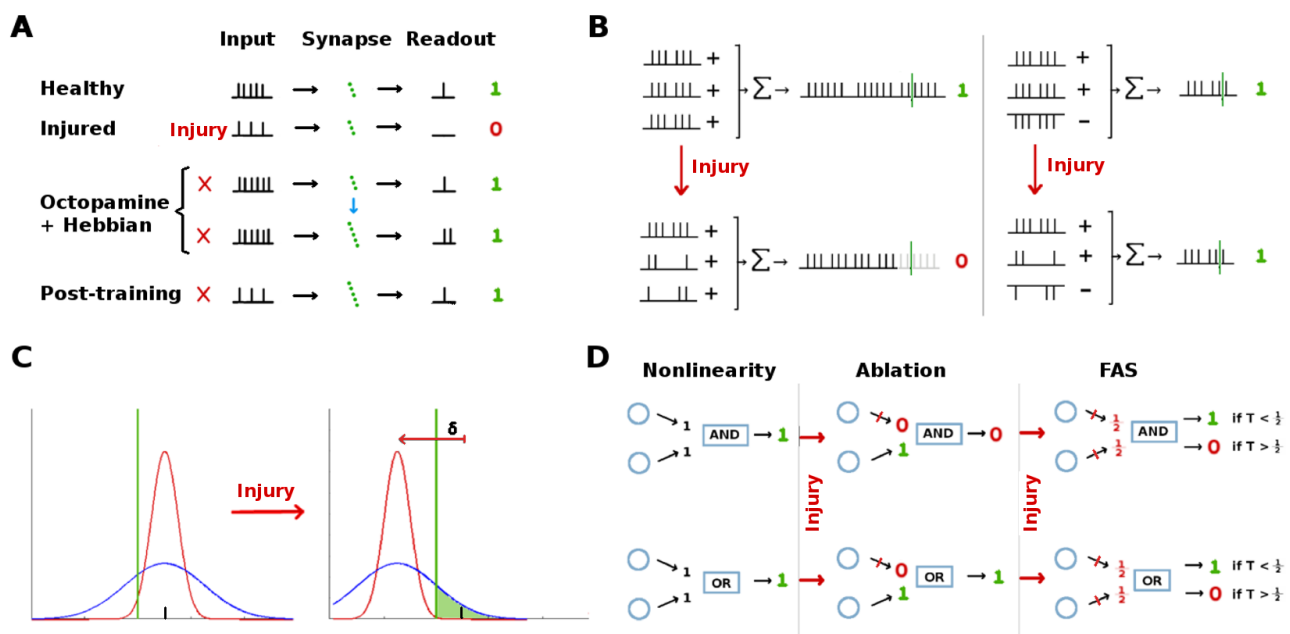 A
Input Synapse Readout
Healthy 1
Injured Injury 0
Octopamine
+ Hebbian
1
1
Post-training 1
B
+
+
+
Σ 1
Injury
+
+
+
Σ 0
+
+
−
Σ 1
Injury
+
+
−
Σ 1
C
Injury
δ
D
Nonlinearity Ablation FAS
1
1
AND 1
0
1
AND 0
1/2
1/2
AND
1 if T < 1/2
0 if T > 1/2
Injury
Injury
1
1
OR 1
0
1
OR 1
1/2
1/2
OR
1 if T < 1/2
0 if T > 1/2